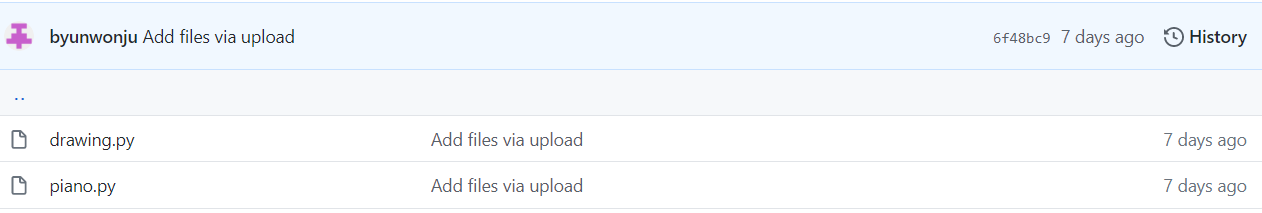 byunwonju Add files via upload 6f48bc9 7 days ago History
..
drawing.py Add files via upload 7 days ago
piano.py Add files via upload 7 days ago